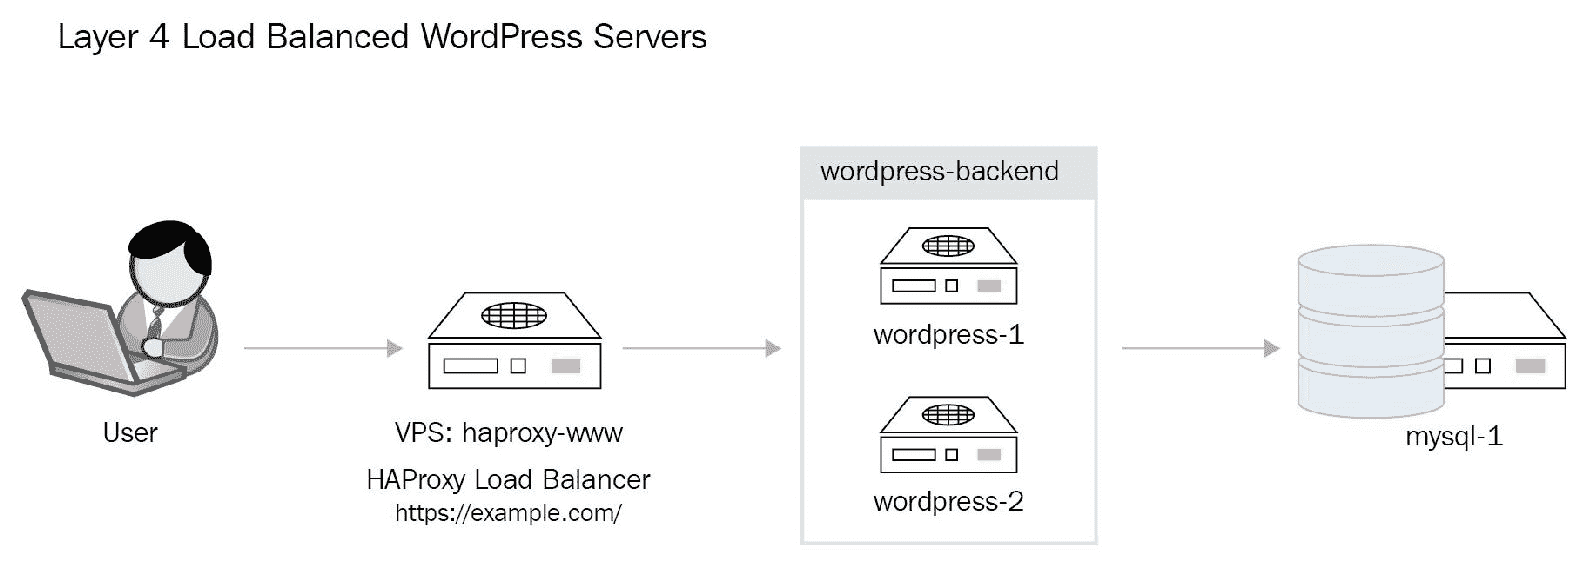 Layer 4 Load Balanced WordPress Servers
wordpress-backend
wordpress-1
User
VPS: haproxy-www
HAProxy Load Balancer
https://example.com/
wordpress-2
mysql-1